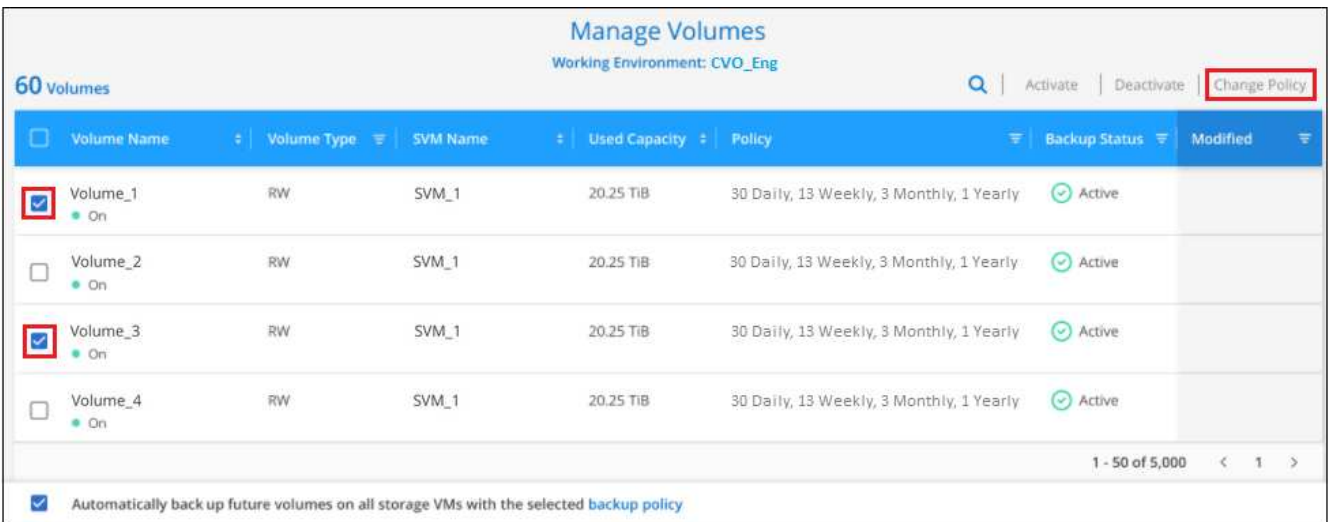 Manage Volumes
Working Environment: CVO_Eng
60 Volumes
Activate | Deactivate | Change Policy
Volume Name Volume Type SVM Name Used Capacity Policy Backup Status Modified
Volume_1 RW SVM_1 20.25 TiB 30 Daily, 13 Weekly, 3 Monthly, 1 Yearly Active
On
Volume_2 RW SVM_1 20.25 TiB 30 Daily, 13 Weekly, 3 Monthly, 1 Yearly Active
On
Volume_3 RW SVM_1 20.25 TiB 30 Daily, 13 Weekly, 3 Monthly, 1 Yearly Active
On
Volume_4 RW SVM_1 20.25 TiB 30 Daily, 13 Weekly, 3 Monthly, 1 Yearly Active
On
1 - 50 of 5,000 < 1 >
Automatically back up future volumes on all storage VMs with the selected backup policy